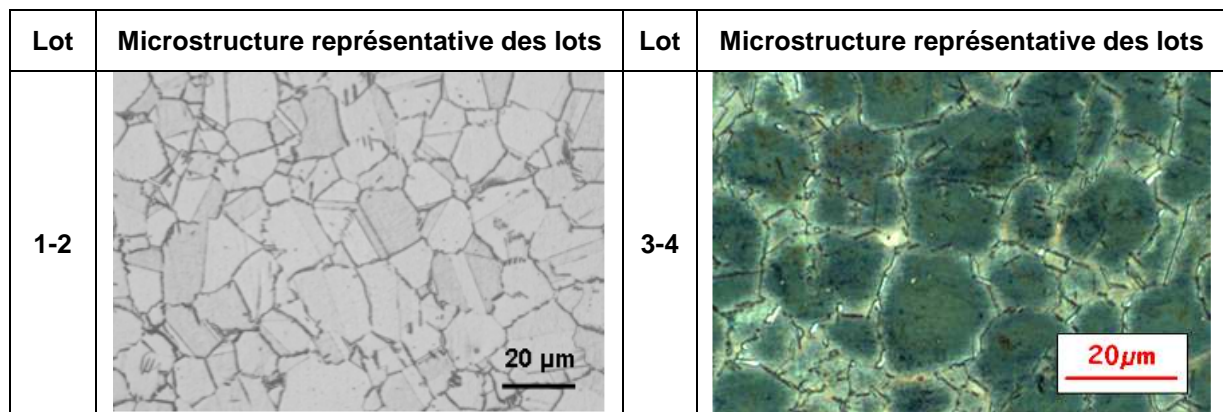 Lot Microstructure représentative des lots Lot Microstructure représentative des lots
1-2
20 µm
3-4
20µm